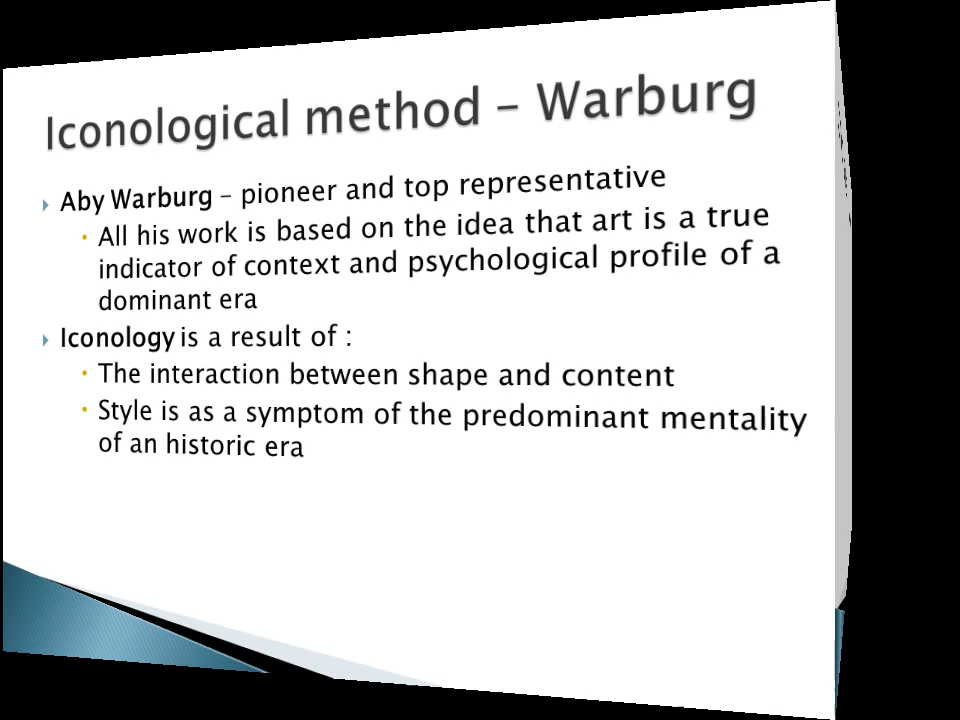 Iconological method – Warburg
Aby Warburg – pioneer and top representative
All his work is based on the idea that art is a true
indicator of context and psychological profile of a
dominant era
Iconology is a result of :
The interaction between shape and content
Style is as a symptom of the predominant mentality
of an historic era